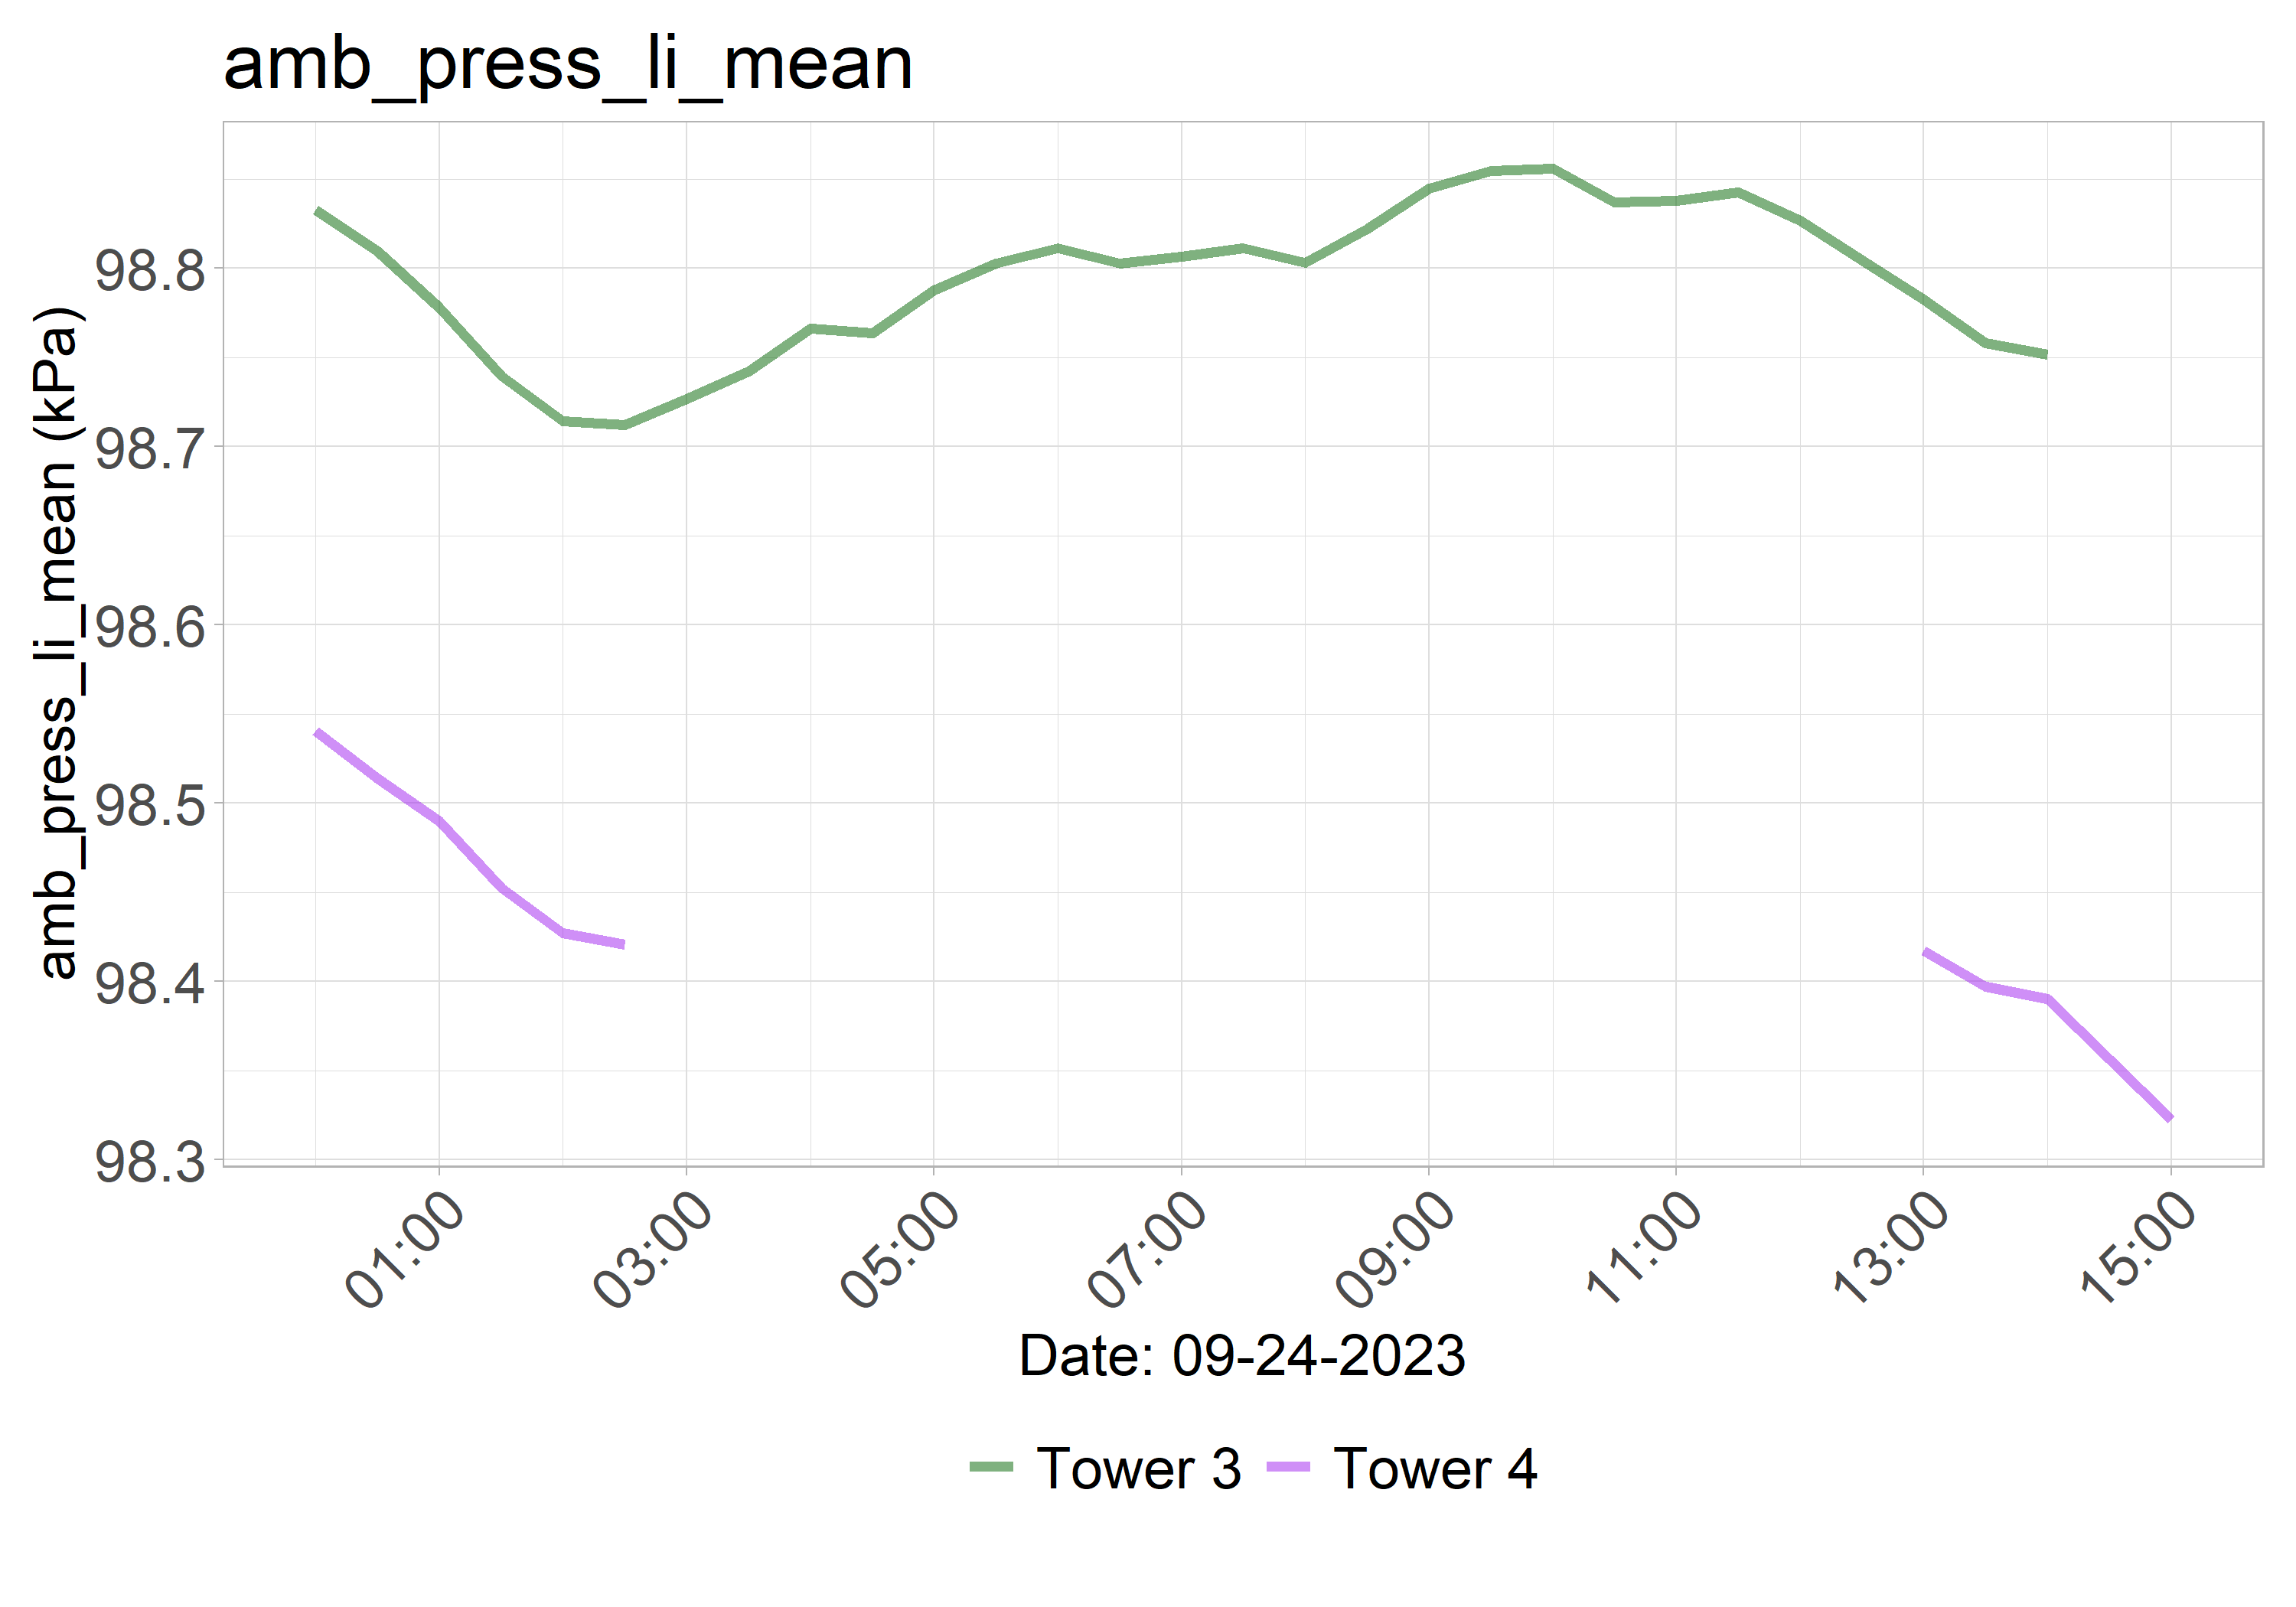 amb_press_li_mean
amb_press_li_mean (kPa)
98.8
98.7
98.6
98.5
98.4
98.3
01:00
03:00
05:00
07:00
09:00
11:00
13:00
15:00
Date: 09-24-2023
Tower 3
Tower 4